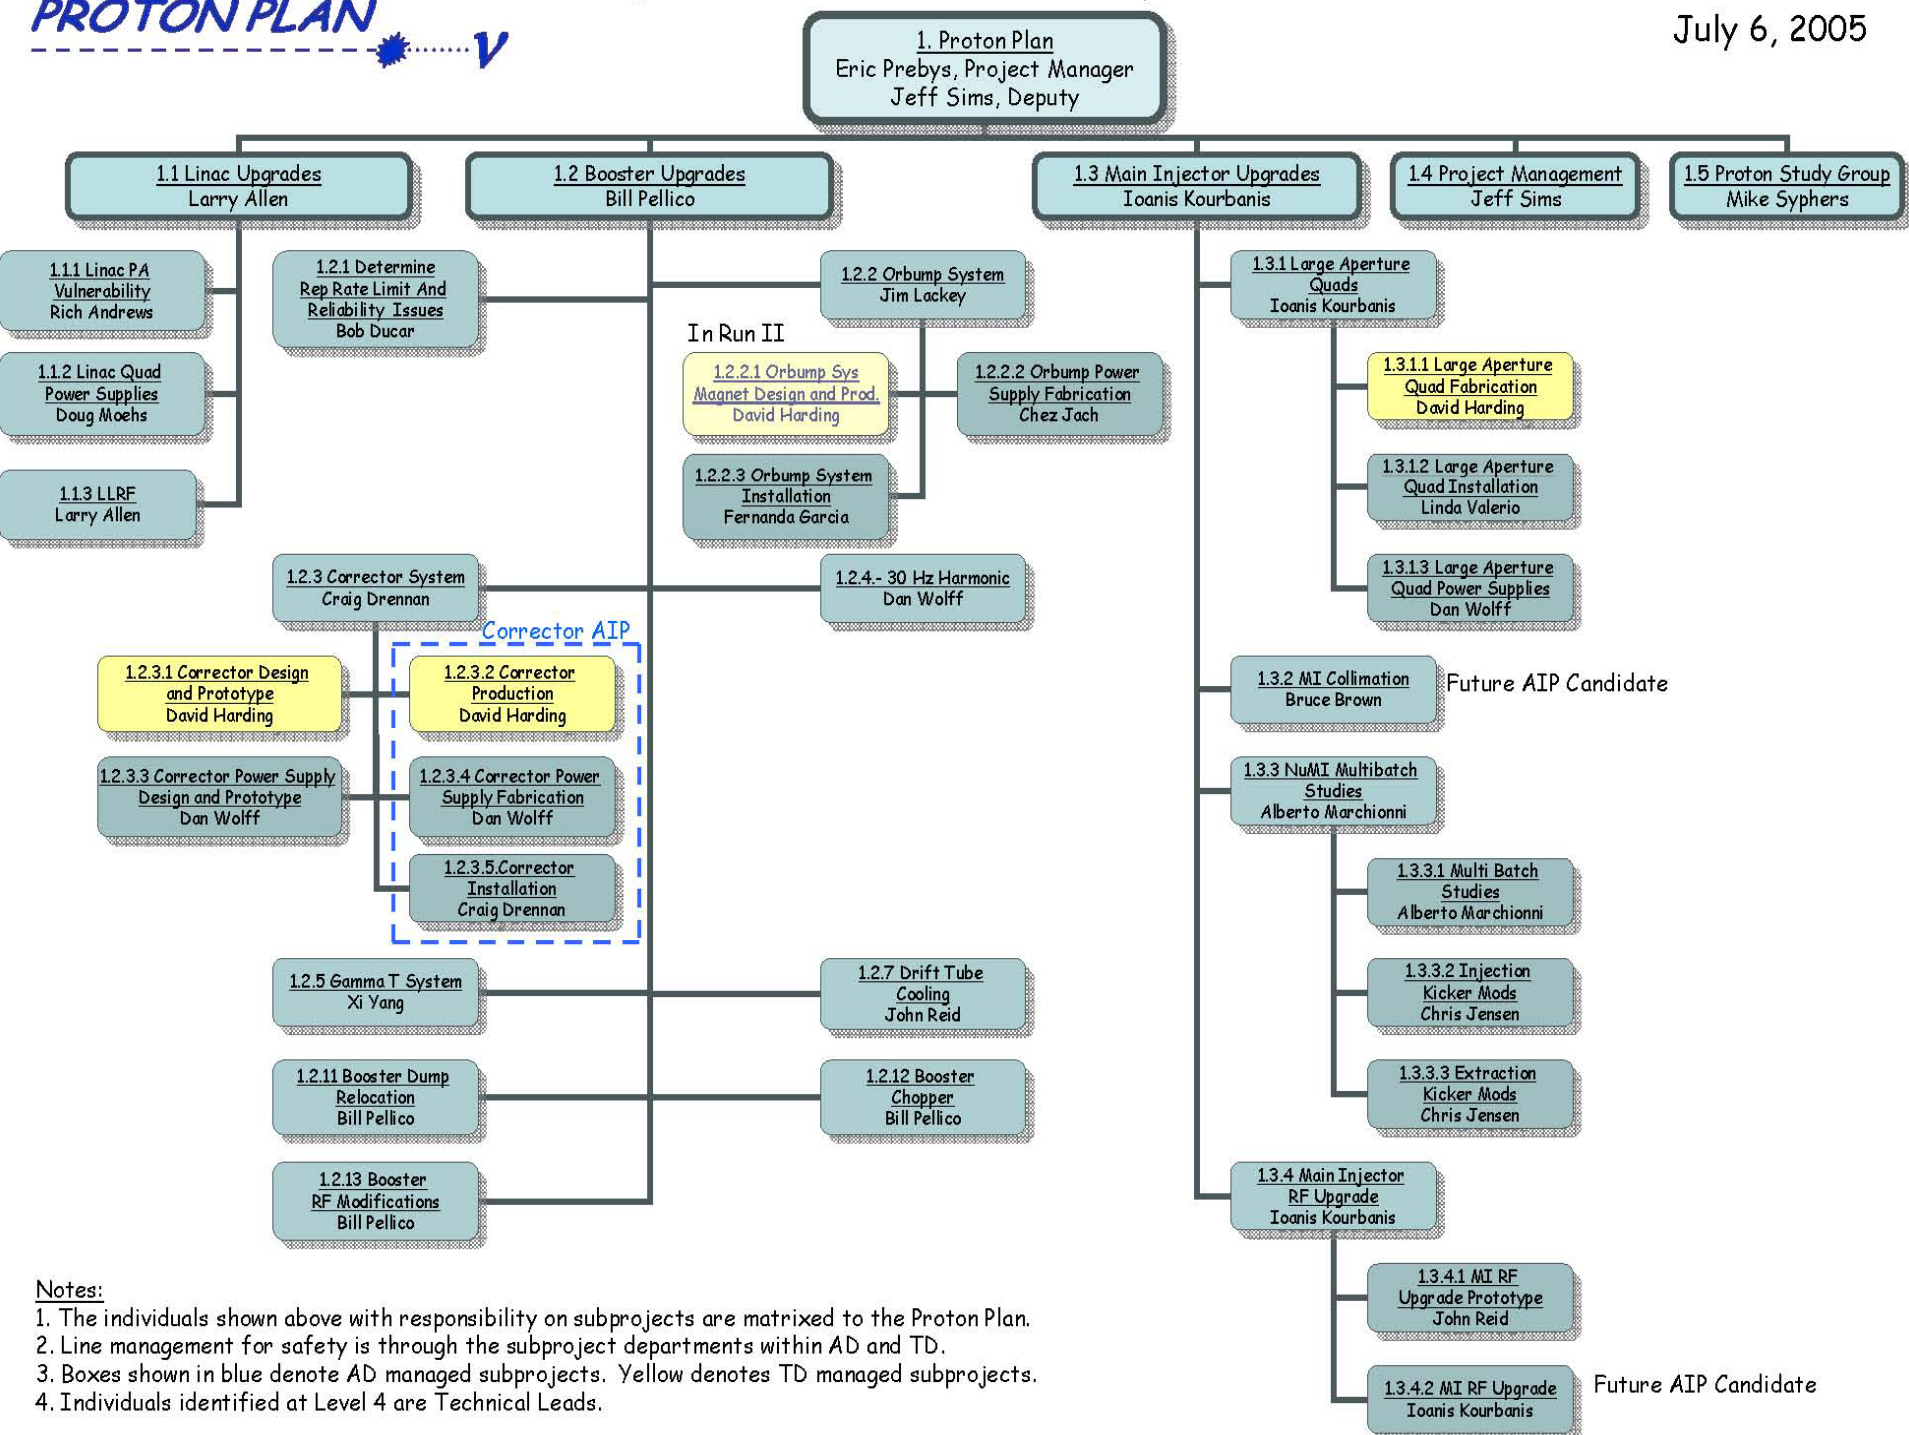 PROTON PLAN
ν
July 6, 2005
1. Proton Plan
Eric Prebys, Project Manager
Jeff Sims, Deputy
1.1 Linac Upgrades
Larry Allen
1.2 Booster Upgrades
Bill Pellico
1.3 Main Injector Upgrades
Ioanis Kourbanis
1.4 Project Management
Jeff Sims
1.5 Proton Study Group
Mike Syphers
1.1.1 Linac PA
Vulnerability
Rich Andrews
1.1.2 Linac Quad
Power Supplies
Doug Moehs
1.1.3 LLRF
Larry Allen
1.2.1 Determine
Rep Rate Limit And
Reliability Issues
Bob Ducar
1.2.2 Orbump System
Jim Lackey
In Run II
1.2.2.1 Orbump Sys
Magnet Design and Prod.
David Harding
1.2.2.2 Orbump Power
Supply Fabrication
Chez Jach
1.2.2.3 Orbump System
Installation
Fernanda Garcia
1.2.3 Corrector System
Craig Drennan
1.2.4.- 30 Hz Harmonic
Dan Wolff
Corrector AIP
1.2.3.1 Corrector Design
and Prototype
David Harding
1.2.3.2 Corrector
Production
David Harding
1.2.3.3 Corrector Power Supply
Design and Prototype
Dan Wolff
1.2.3.4 Corrector Power
Supply Fabrication
Dan Wolff
1.2.3.5.Corrector
Installation
Craig Drennan
1.2.5 Gamma T System
Xi Yang
1.2.7 Drift Tube
Cooling
John Reid
1.2.11 Booster Dump
Relocation
Bill Pellico
1.2.12 Booster
Chopper
Bill Pellico
1.2.13 Booster
RF Modifications
Bill Pellico
1.3.1 Large Aperture
Quads
Ioanis Kourbanis
1.3.1.1 Large Aperture
Quad Fabrication
David Harding
1.3.1.2 Large Aperture
Quad Installation
Linda Valerio
1.3.1.3 Large Aperture
Quad Power Supplies
Dan Wolff
1.3.2 MI Collimation
Bruce Brown
Future AIP Candidate
1.3.3 NuMI Multibatch
Studies
Alberto Marchionni
1.3.3.1 Multi Batch
Studies
Alberto Marchionni
1.3.3.2 Injection
Kicker Mods
Chris Jensen
1.3.3.3 Extraction
Kicker Mods
Chris Jensen
1.3.4 Main Injector
RF Upgrade
Ioanis Kourbanis
1.3.4.1 MI RF
Upgrade Prototype
John Reid
1.3.4.2 MI RF Upgrade
Ioanis Kourbanis
Future AIP Candidate
Notes:
1. The individuals shown above with responsibility on subprojects are matrixed to the Proton Plan.
2. Line management for safety is through the subproject departments within AD and TD.
3. Boxes shown in blue denote AD managed subprojects. Yellow denotes TD managed subprojects.
4. Individuals identified at Level 4 are Technical Leads.